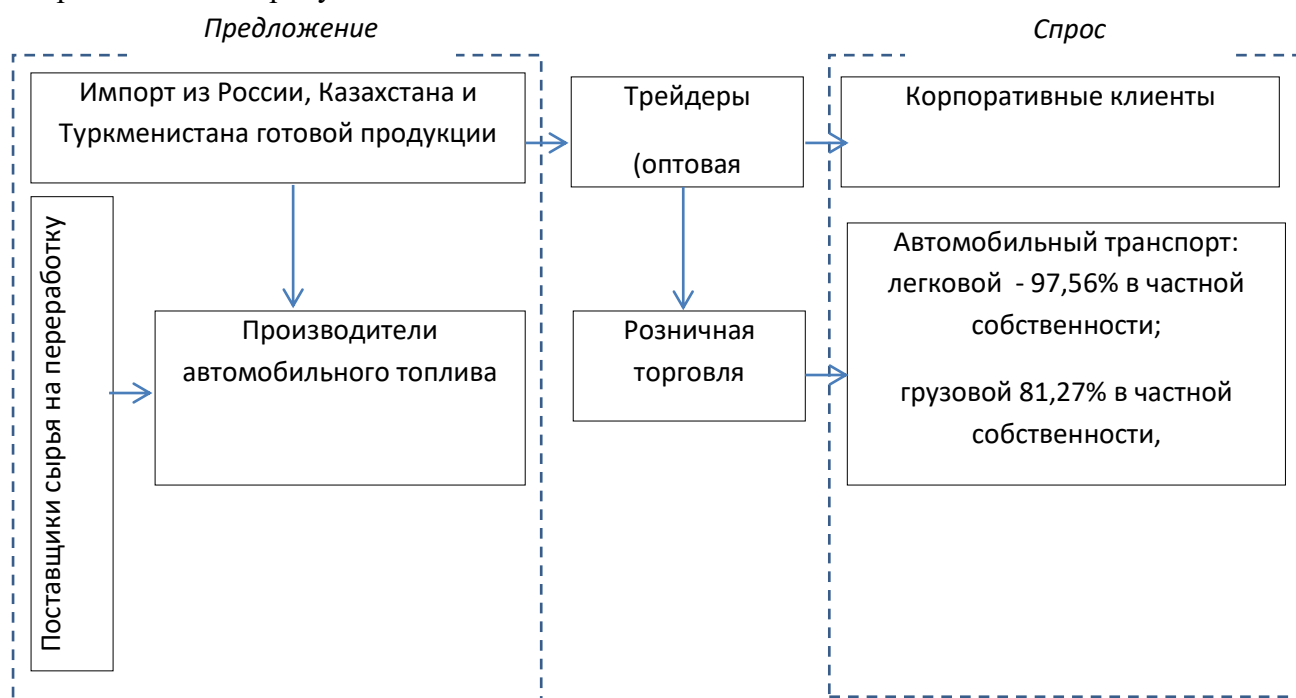 Предложение
Спрос
Импорт из России, Казахстана и
Туркменистана готовой продукции
Трейдеры
(оптовая
Корпоративные клиенты
Поставщики сырья на переработку
Производители
автомобильного топлива
Розничная
торговля
Автомобильный транспорт:
легковой - 97,56% в частной
собственности;
грузовой 81,27% в частной
собственности,